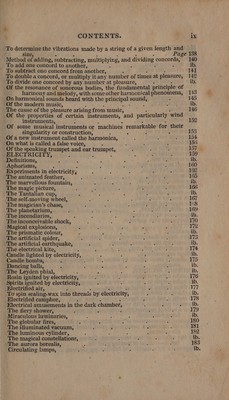 CONTENTS. ix
To determine the vibrations made by a string of a given length and
size, Page 138
Method of adding, subtracting, multiplying, and dividing concords, 140
To add one concord to another, ib.
To subtract one concord from another, 141
To double a concord, or multiply it any number of times at pleasure, 142
To divide one concord by any number at pleasure, ib.
Of the resonance of sonorous bodies, the fundamental principle of
harmony and melody, with some other harmonical phenomena, 143
On harmonical sounds heard with the principal sound, 145
Of the modern music, ib.
The cause of the pleasure arising from music, 146
Of the properties of certain instruments, and particularly wind
instruments, 152
Of some musical instruments or machines remarkable for their
singularity or construction, 153
Of a new instrument called the harmonica, 154
On what is called a false voice, 156
Of the speaking trumpet and ear trumpet, 157
ELECTRICITY, 159
Definitions, ib.
Aphorisms, 160
Experiments in electricity, 162
The animated feather, 165
The marvelous fountain, ib.
The magic picture, 166
The Tantalian cup, ib.
The self-moving wheel, 167
The magician's chase, 168
The planetarium, 169
The incendiaries, ib.
The inconceivable shock, 170
Magical explosions, 172
The prismatic colour, ib.
The artificial spider, 173
The artificial earthquake, ib.
The electrical kite, 174
Candle lighted by electricity, ib.
Candle bombs, 175
Dancing balls, ib.
The Leyden phial, ib.
Rosin ignited by electricity, 176
Spirits ignited by electricity, ib.
Electrified air, 177
To spin sealing-wax into threads by electricity, ib.
Electrified camphor, 178
Electrical amusements in the dark chamber, ib.
The fiery shower, 179
Miraculous luminaries, ib.
The globular fires, 180
The illuminated vacuum, 181
The luminous cylinder, 182
The magical constellations, ib.
The aurora borealis, 183
Circulating lamps, ib.